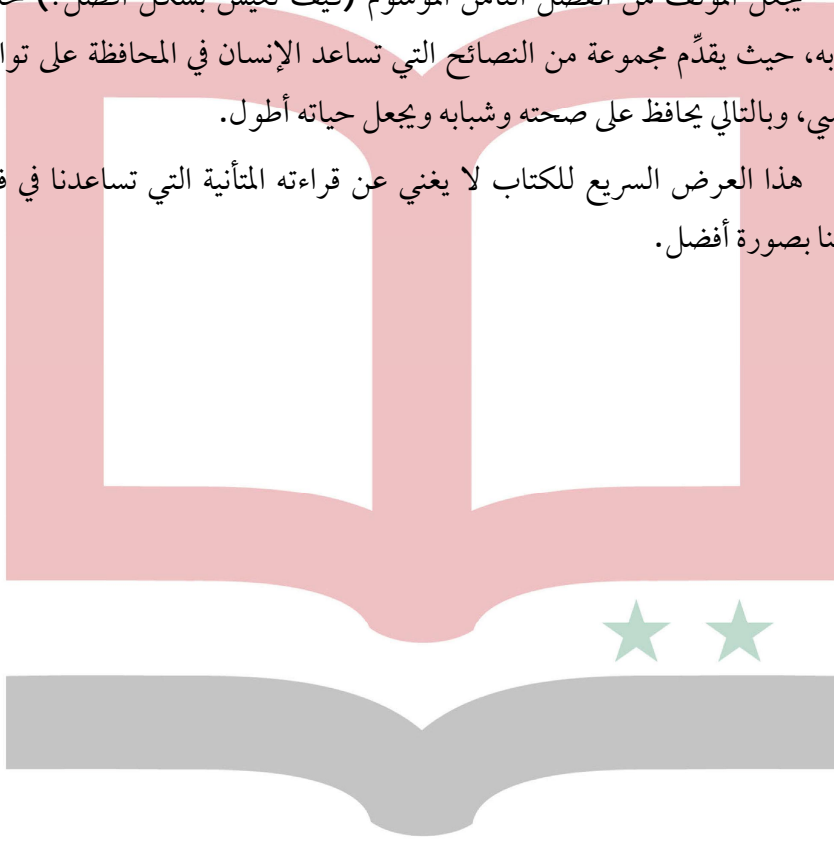 يجعل المؤلف من الفصل الثامن الموسوم (كيف نعيش بشكل أفضل؟)
به، حيث يقدِّم مجموعة من النصائح التي تساعد الإنسان في المحافظة على
سي، وبالتالي يحافظ على صحته وشبابه ويجعل حياته أطول.
هذا العرض السريع للكتاب لا يغني عن قراءته المتأنية التي تساعدنا في
نا بصورة أفضل.